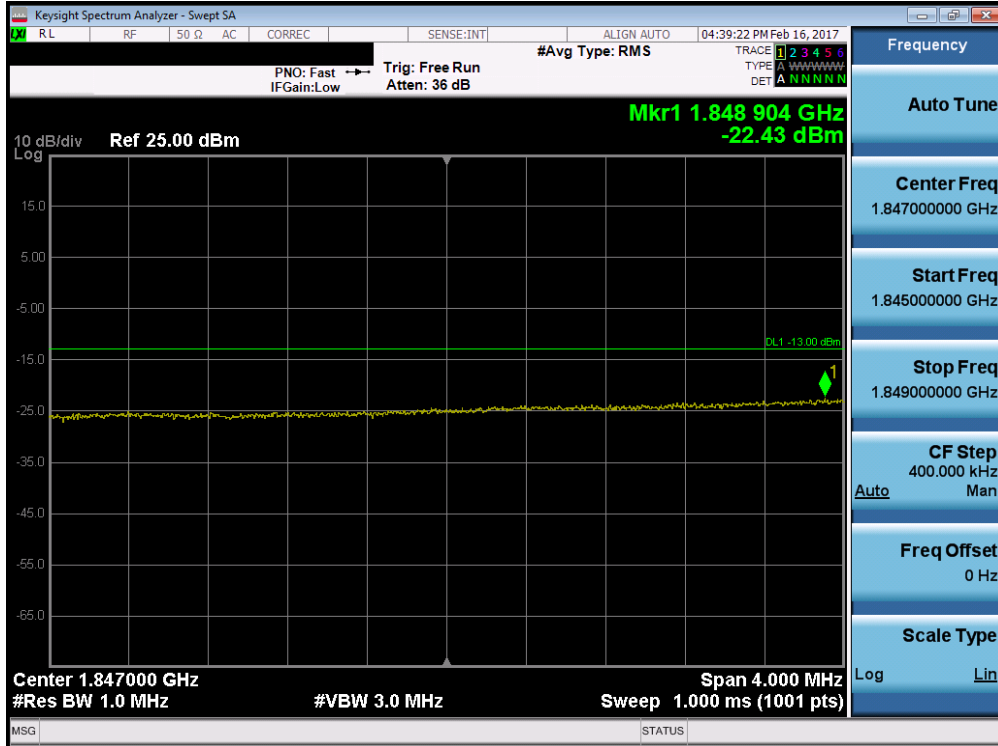 Keysight Spectrum Analyzer - Swept SA
LXI RL RF 50 Ω AC CORREC SENSE:INT ALIGN AUTO 04:39:22 PM Feb 16, 2017
#Avg Type: RMS
TRACE 1 2 3 4 5 6
TYPE A WWWWW
DET A N N N N N
PNO: Fast
IFGain:Low
Trig: Free Run
Atten: 36 dB
Mkr1 1.848 904 GHz
-22.43 dBm
10 dB/div Ref 25.00 dBm
Log
15.0
5.00
-5.00
DL1 -13.00 dBm
-15.0
1
-25.0
-35.0
-45.0
-55.0
-65.0
Center 1.847000 GHz Span 4.000 MHz
#Res BW 1.0 MHz #VBW 3.0 MHz Sweep 1.000 ms (1001 pts)
MSG STATUS
Frequency
Auto Tune
Center Freq
1.847000000 GHz
Start Freq
1.845000000 GHz
Stop Freq
1.849000000 GHz
CF Step
400.000 kHz
Auto Man
Freq Offset
0 Hz
Scale Type
Log Lin